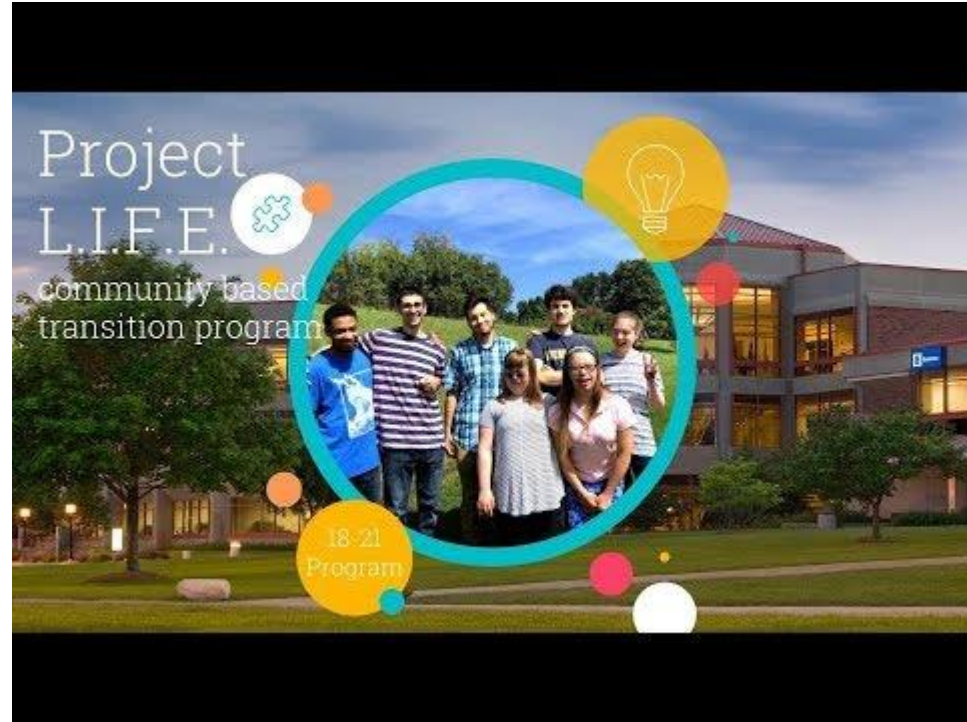 Project
L.I.F.E.
community based
transition program
18-21
Program